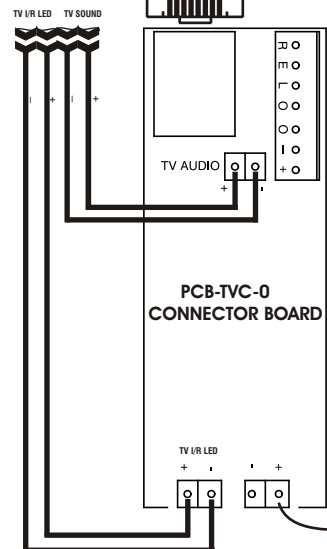 TV I/R LED TV SOUND
− + − +
R
E
L
O
O
I
+
TV AUDIO
+ -
PCB-TVC-0
CONNECTOR BOARD
TV I/R LED
+ - - +